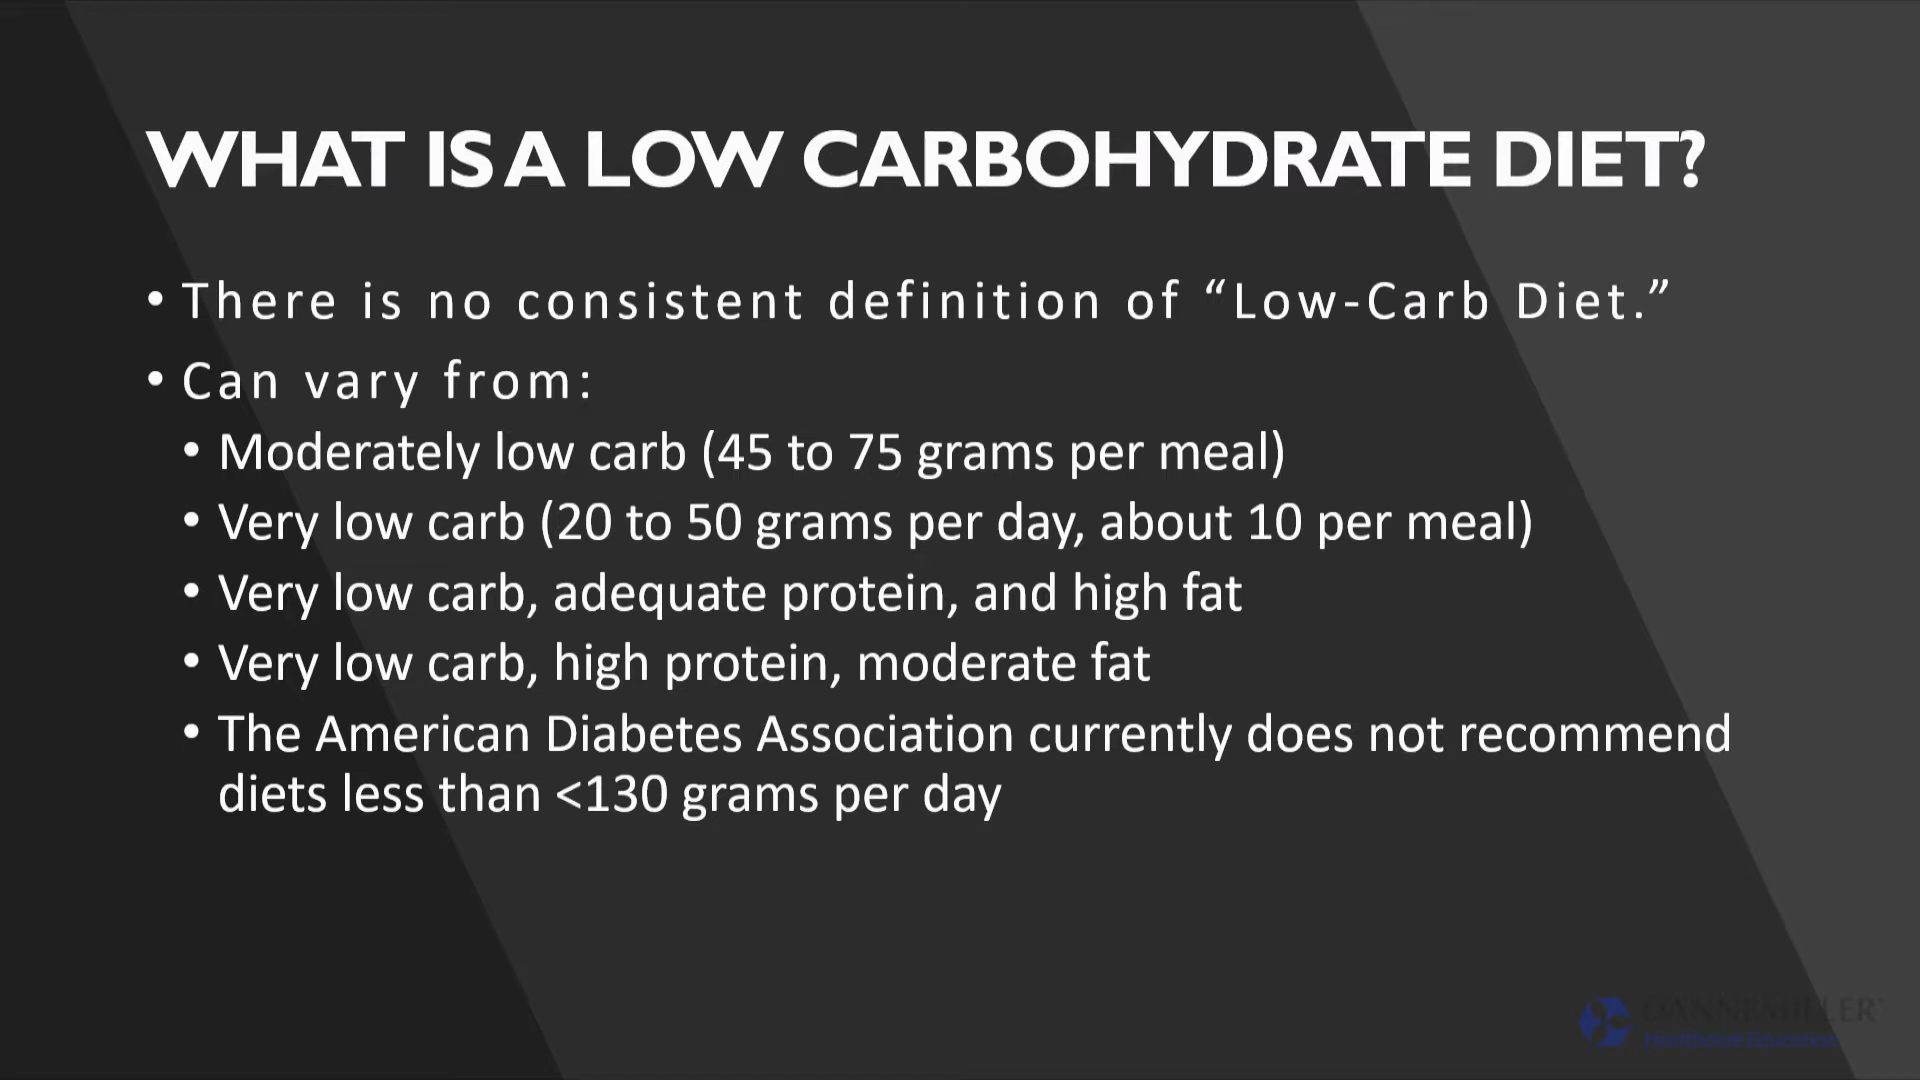 WHAT IS A LOW CARBOHYDRATE DIET?
• There is no consistent definition of “Low-Carb Diet.”
• Can vary from:
• Moderately low carb (45 to 75 grams per meal)
• Very low carb (20 to 50 grams per day, about 10 per meal)
• Very low carb, adequate protein, and high fat
• Very low carb, high protein, moderate fat
• The American Diabetes Association currently does not recommend
diets less than <130 grams per day
DANNEMILLER
Healthcare Education